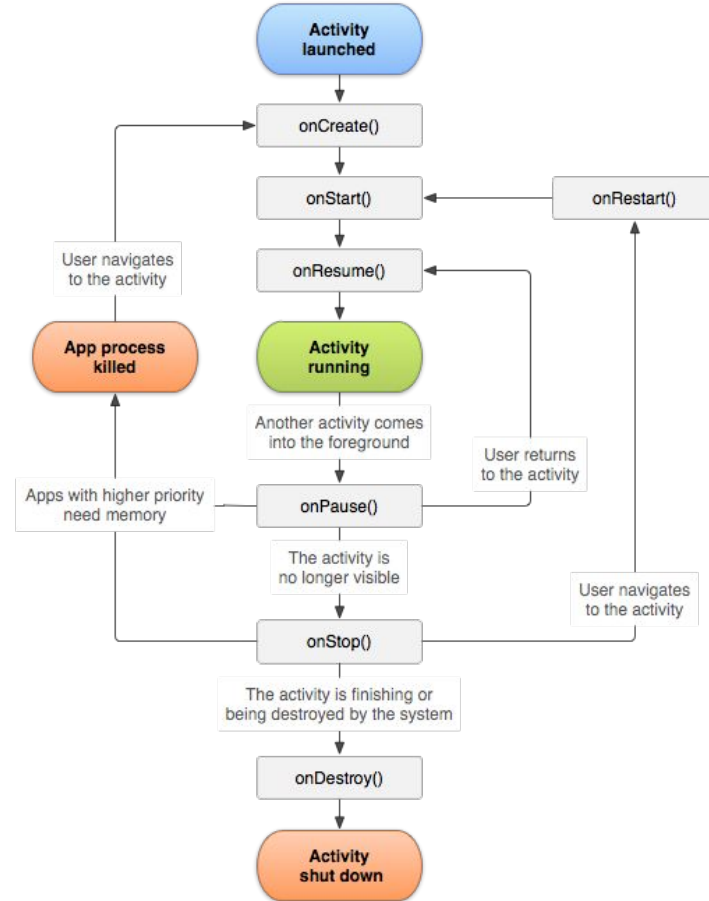 Activity
launched
onCreate()
onStart()
onRestart()
User navigates
to the activity
onResume()
App process
killed
Activity
running
Another activity comes
into the foreground
User returns
to the activity
Apps with higher priority
need memory
onPause()
The activity is
no longer visible
User navigates
to the activity
onStop()
The activity is finishing or
being destroyed by the system
onDestroy()
Activity
shut down